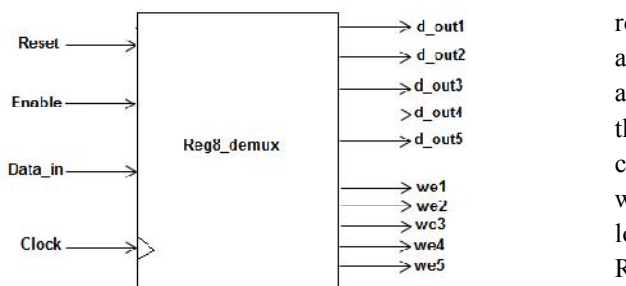 Reset
Enable
Data_in
Clock
Reg8_demux
d_out1
d_out2
d_out3
d_out4
d_out5
we1
we2
we3
we4
we5